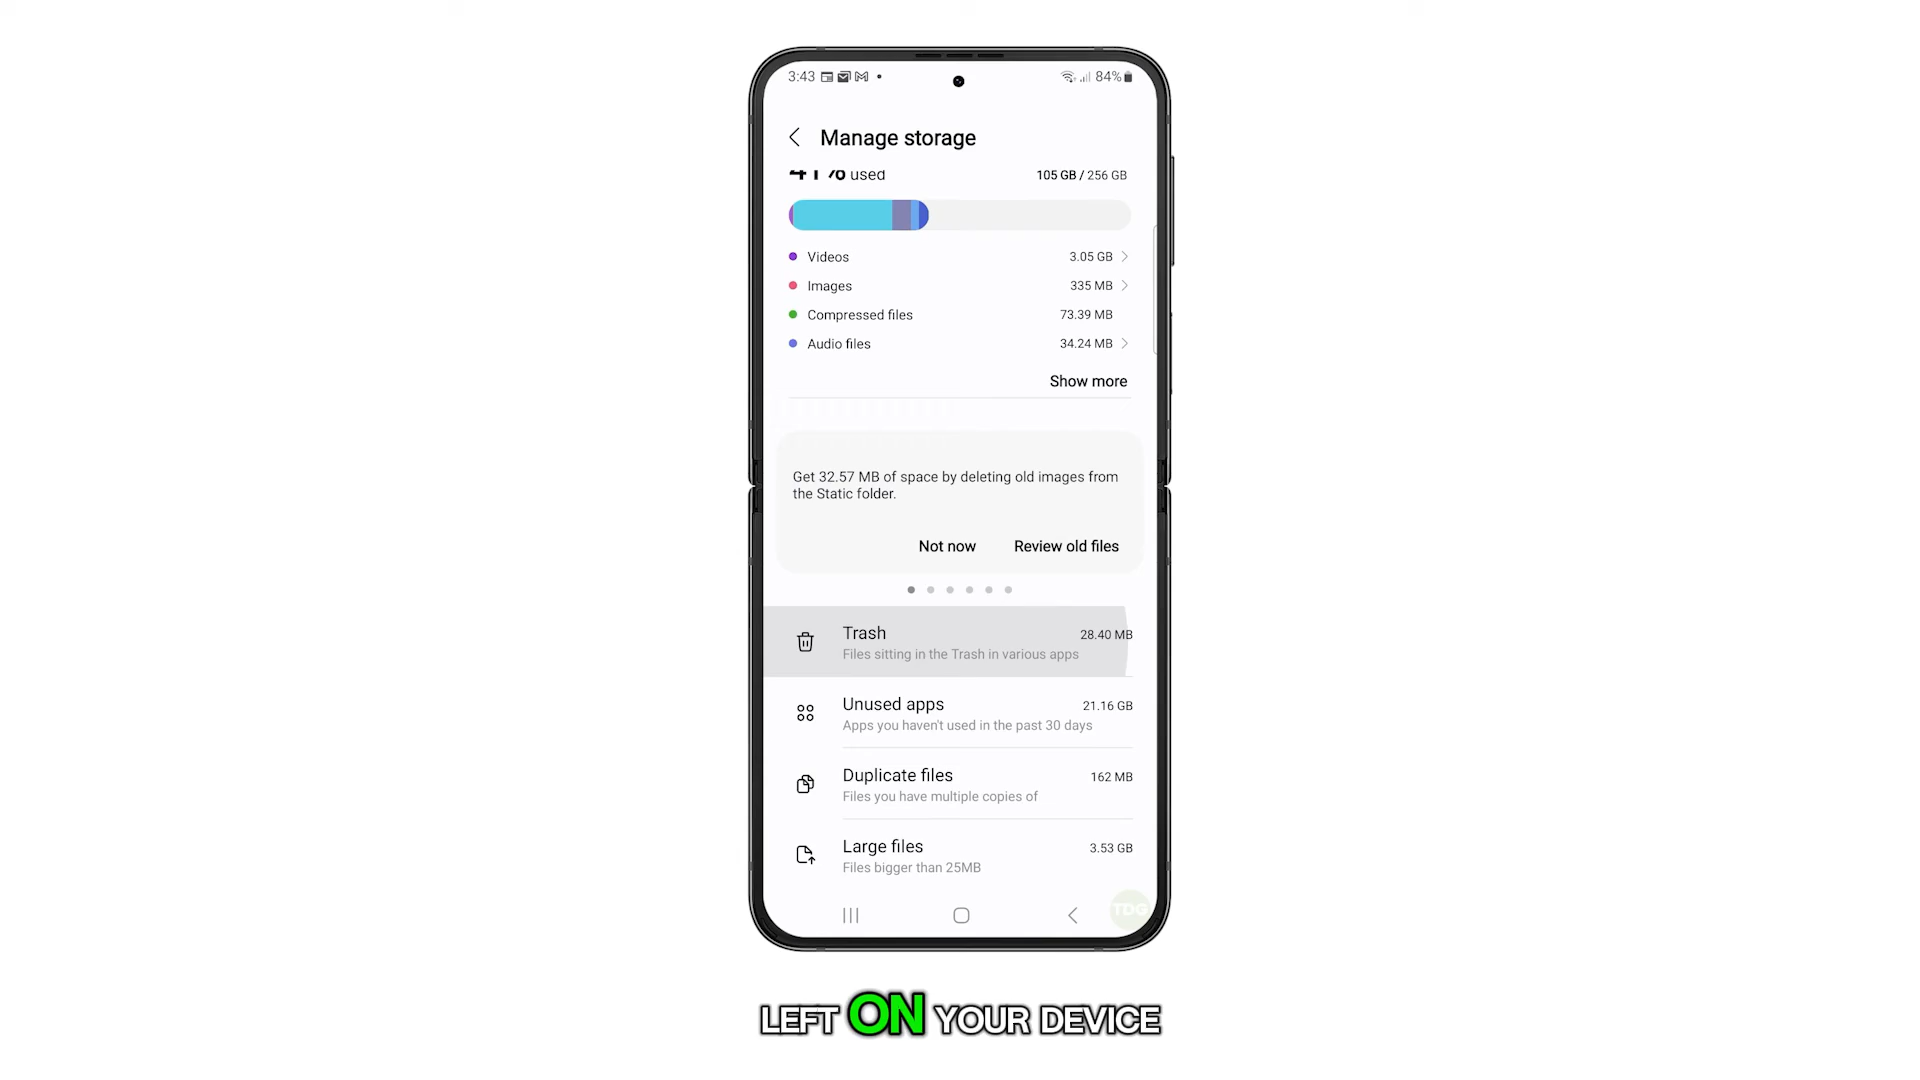 3:43
84%
Manage storage
41% used
105 GB / 256 GB
Videos
3.05 GB
Images
335 MB
Compressed files
73.39 MB
Audio files
34.24 MB
Show more
Get 32.57 MB of space by deleting old images from
the Static folder.
Not now
Review old files
Trash
28.40 MB
Files sitting in the Trash in various apps
Unused apps
21.16 GB
Apps you haven't used in the past 30 days
Duplicate files
162 MB
Files you have multiple copies of
Large files
3.53 GB
Files bigger than 25MB
TDG
LEFT ON YOUR DEVICE